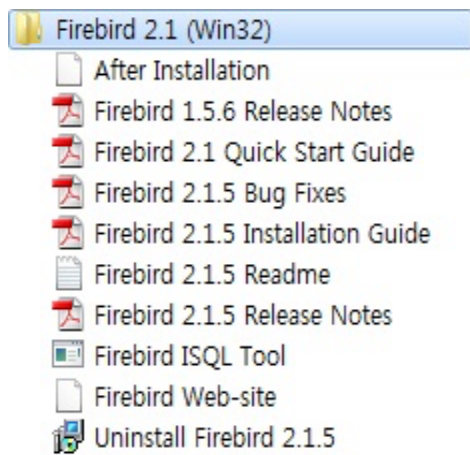 Firebird 2.1 (Win32)
After Installation
Firebird 1.5.6 Release Notes
Firebird 2.1 Quick Start Guide
Firebird 2.1.5 Bug Fixes
Firebird 2.1.5 Installation Guide
Firebird 2.1.5 Readme
Firebird 2.1.5 Release Notes
Firebird ISQL Tool
Firebird Web-site
Uninstall Firebird 2.1.5